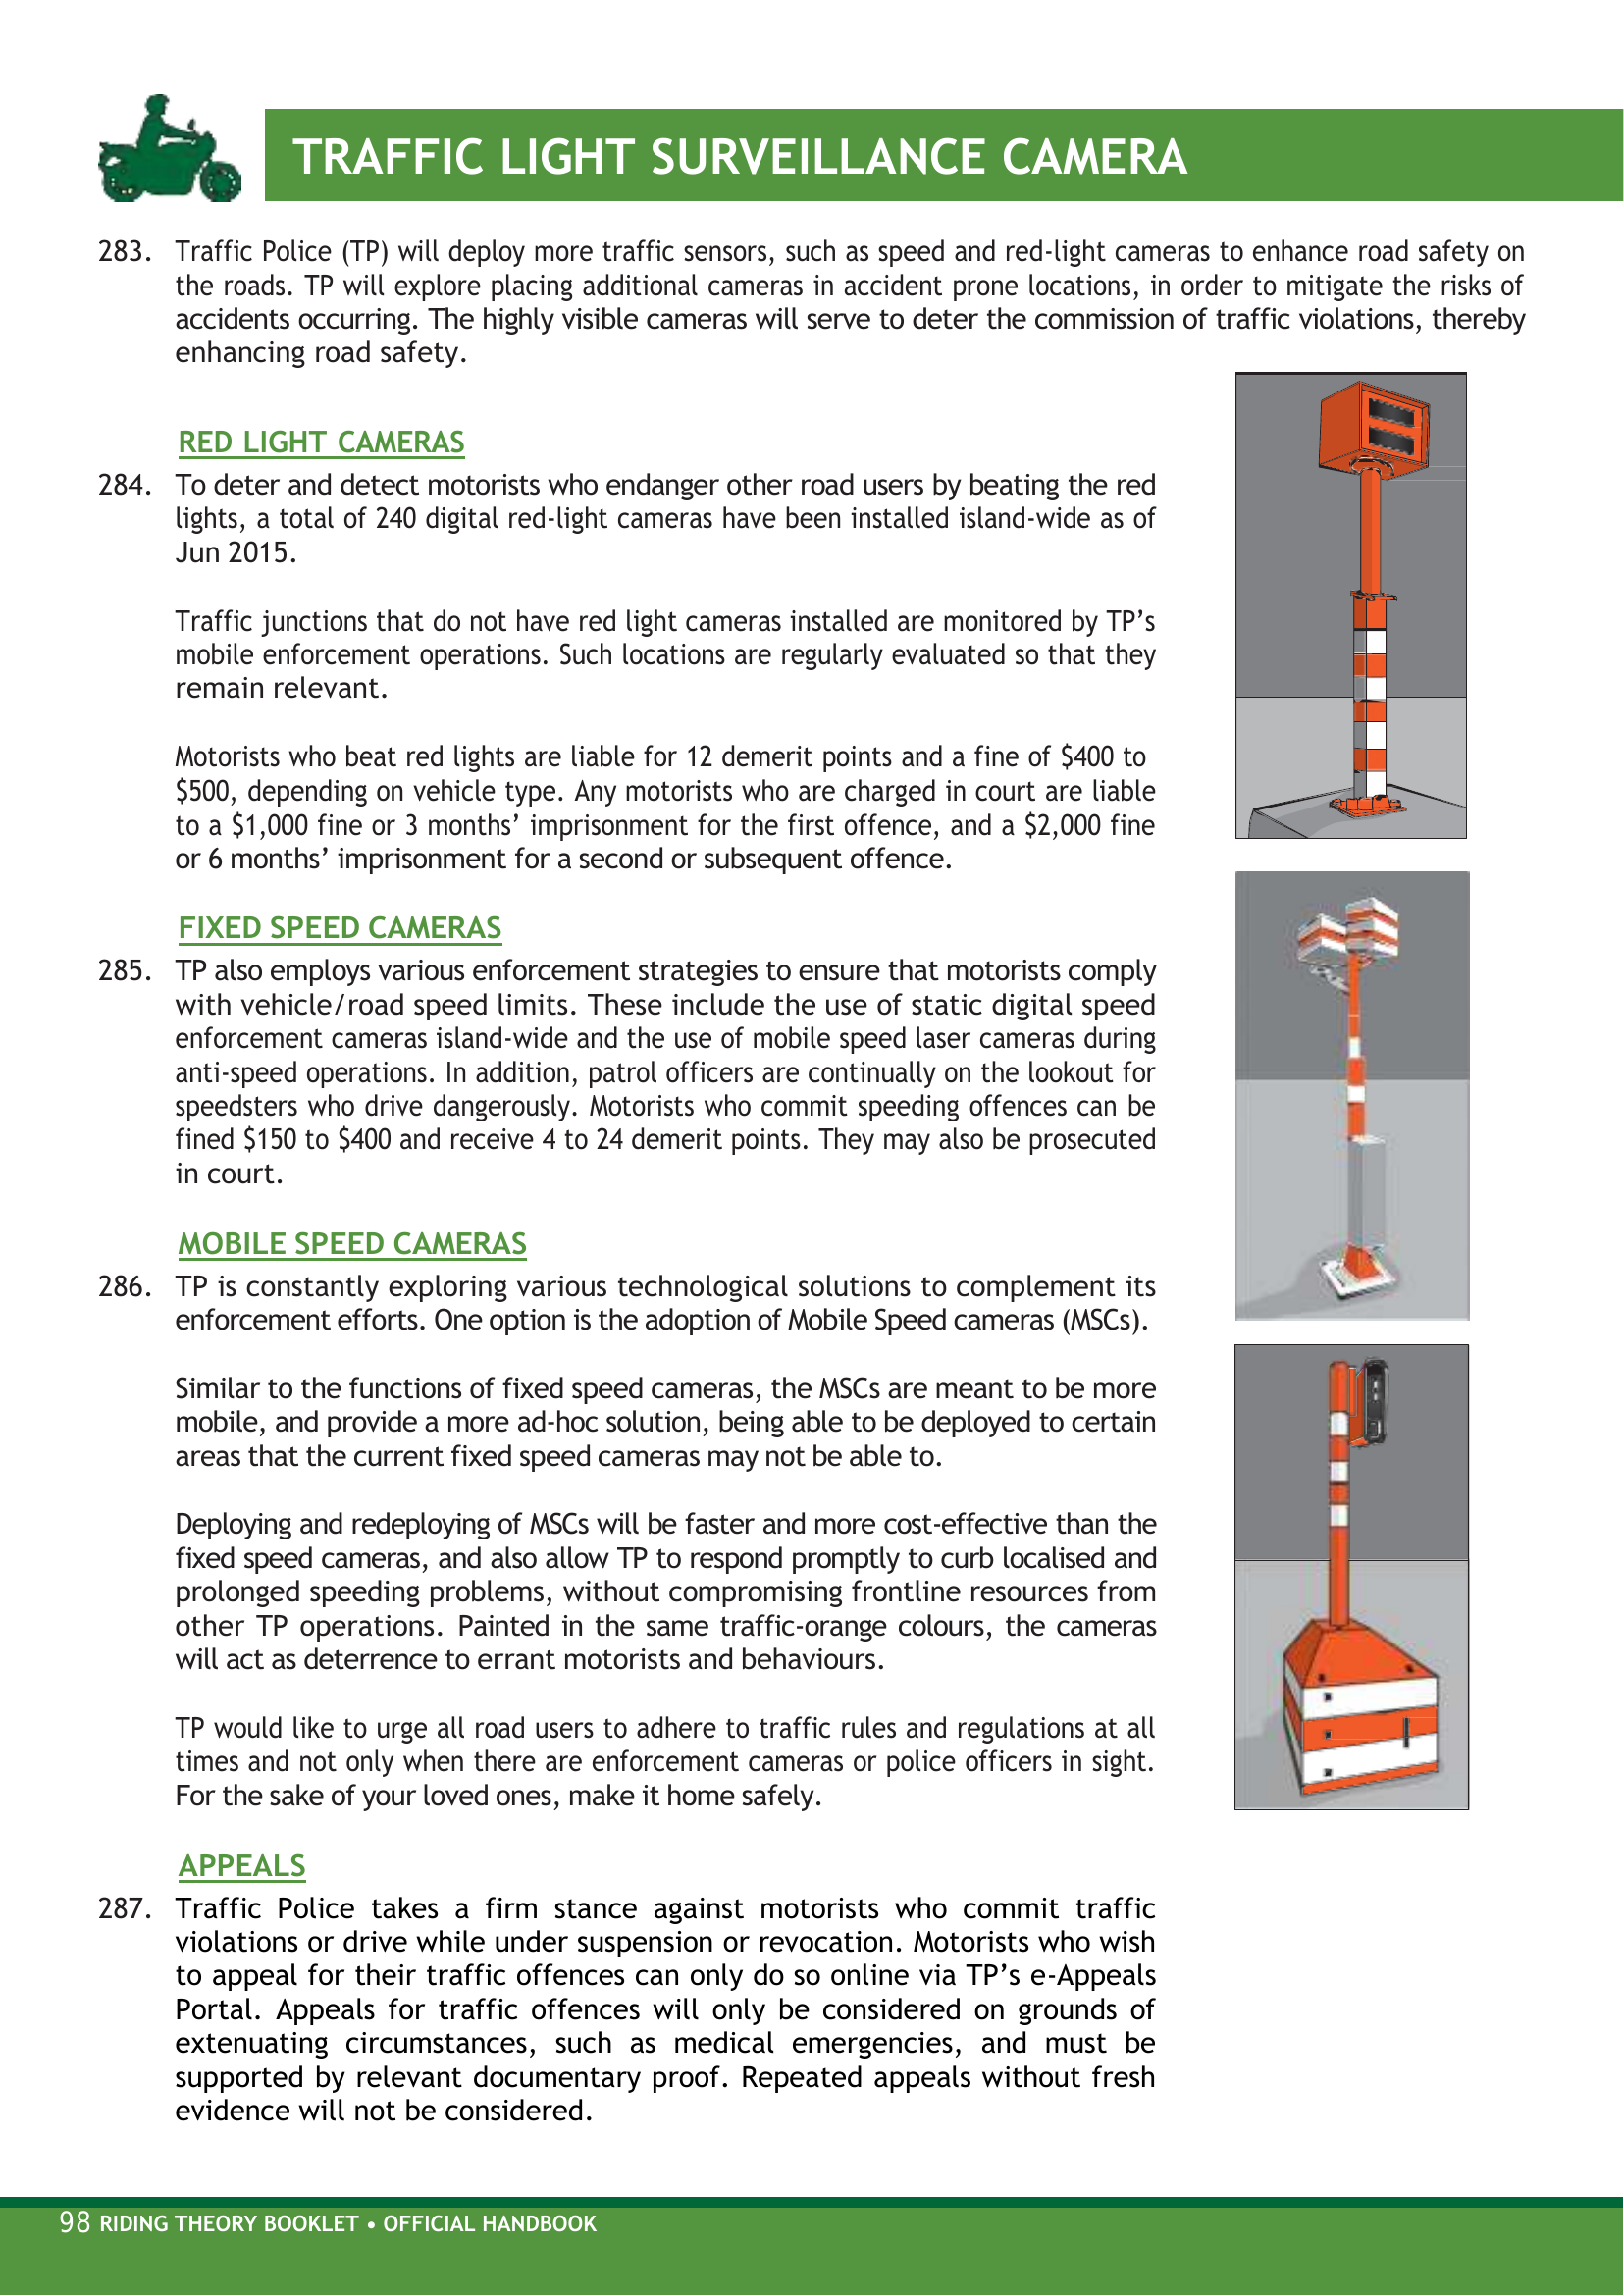 TRAFFIC LIGHT SURVEILLANCE CAMERA
283. Traffic Police (TP) will deploy more traffic sensors, such as speed and red-light cameras to enhance road safety on
the roads. TP will explore placing additional cameras in accident prone locations, in order to mitigate the risks of
accidents occurring. The highly visible cameras will serve to deter the commission of traffic violations, thereby
enhancing road safety.
RED LIGHT CAMERAS
284. To deter and detect motorists who endanger other road users by beating the red
lights, a total of 240 digital red-light cameras have been installed island-wide as of
Jun 2015.
Traffic junctions that do not have red light cameras installed are monitored by TP’s
mobile enforcement operations. Such locations are regularly evaluated so that they
remain relevant.
Motorists who beat red lights are liable for 12 demerit points and a fine of $400 to
$500, depending on vehicle type. Any motorists who are charged in court are liable
to a $1,000 fine or 3 months’ imprisonment for the first offence, and a $2,000 fine
or 6 months’ imprisonment for a second or subsequent offence.
FIXED SPEED CAMERAS
285. TP also employs various enforcement strategies to ensure that motorists comply
with vehicle/road speed limits. These include the use of static digital speed
enforcement cameras island-wide and the use of mobile speed laser cameras during
anti-speed operations. In addition, patrol officers are continually on the lookout for
speedsters who drive dangerously. Motorists who commit speeding offences can be
fined $150 to $400 and receive 4 to 24 demerit points. They may also be prosecuted
in court.
MOBILE SPEED CAMERAS
286. TP is constantly exploring various technological solutions to complement its
enforcement efforts. One option is the adoption of Mobile Speed cameras (MSCs).
Similar to the functions of fixed speed cameras, the MSCs are meant to be more
mobile, and provide a more ad-hoc solution, being able to be deployed to certain
areas that the current fixed speed cameras may not be able to.
Deploying and redeploying of MSCs will be faster and more cost-effective than the
fixed speed cameras, and also allow TP to respond promptly to curb localised and
prolonged speeding problems, without compromising frontline resources from
other TP operations. Painted in the same traffic-orange colours, the cameras
will act as deterrence to errant motorists and behaviours.
TP would like to urge all road users to adhere to traffic rules and regulations at all
times and not only when there are enforcement cameras or police officers in sight.
For the sake of your loved ones, make it home safely.
APPEALS
287. Traffic Police takes a firm stance against motorists who commit traffic
violations or drive while under suspension or revocation. Motorists who wish
to appeal for their traffic offences can only do so online via TP’s e-Appeals
Portal. Appeals for traffic offences will only be considered on grounds of
extenuating circumstances, such as medical emergencies, and must be
supported by relevant documentary proof. Repeated appeals without fresh
evidence will not be considered.
98 RIDING THEORY BOOKLET • OFFICIAL HANDBOOK